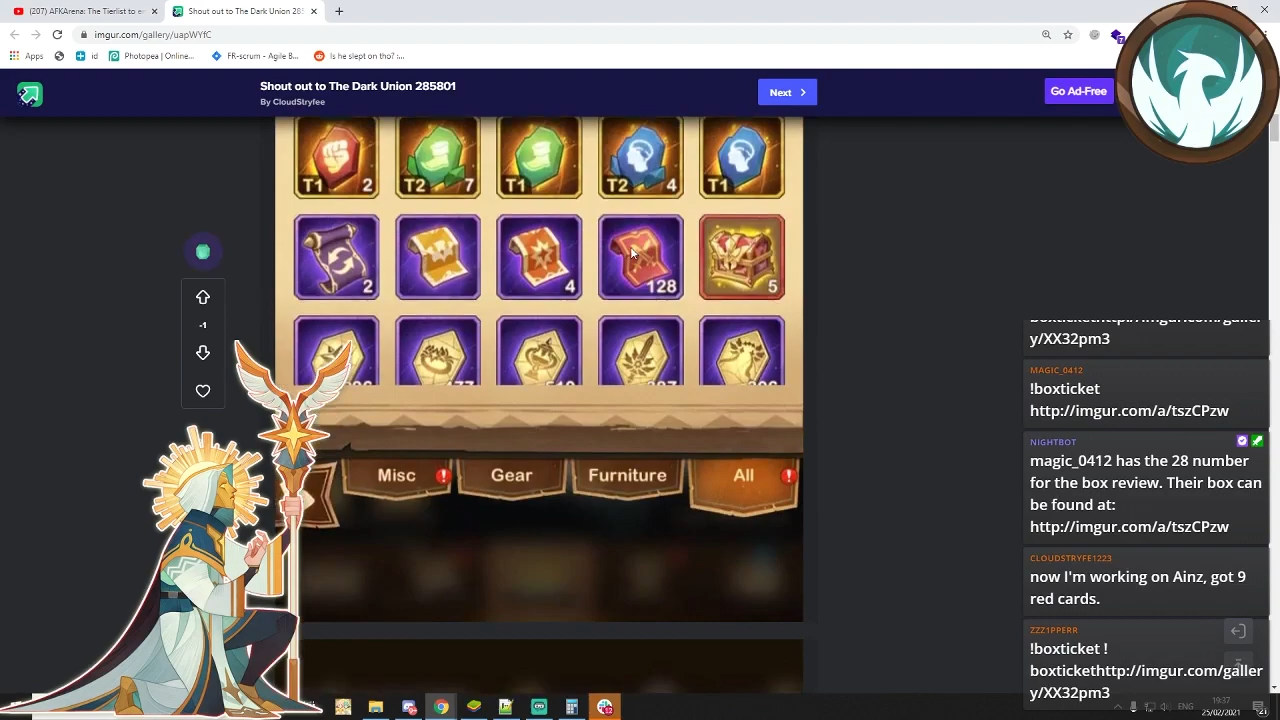 (207) AFKArena: The Tierlist to en
Shout out to The Dark Union 285
imgur.com/gallery/uapWYfC
Apps
id
Photopea | Online...
FR-scrum - Agile B...
Is he slept on tho? :...
Shout out to The Dark Union 285801
By CloudStryfee
Next
Go Ad-Free
T1 2
T2 7
T1
T2 4
T1
2
4
128
5
-1
Misc
Gear
Furniture
All
y/XX32pm3
MAGIC_0412
!boxticket
http://imgur.com/a/tszCPzw
NIGHTBOT
magic_0412 has the 28 number
for the box review. Their box can
be found at:
http://imgur.com/a/tszCPzw
CLOUDSTRYFE1223
now I'm working on Ainz, got 9
red cards.
ZZZ1PPERR
!boxticket !
boxtickethttp://imgur.com/galler
y/XX32pm3
ENG
19:37
25/02/2021